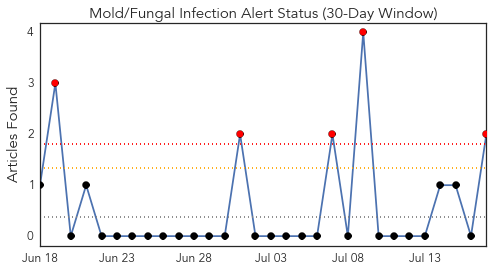 Mold/Fungal Infection Alert Status (30-Day Window)
Articles Found
4
3
2
1
0
Jun 18 Jun 23 Jun 28 Jul 03 Jul 08 Jul 13